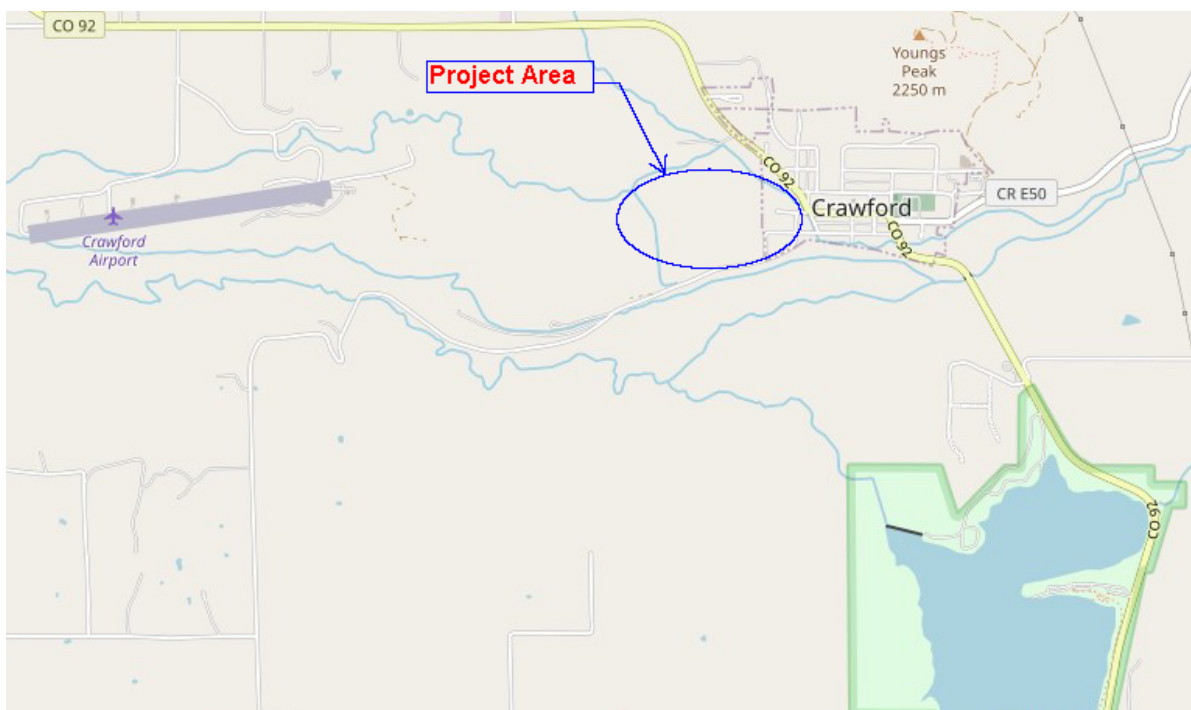 CO 92
Project Area
Youngs
Peak
2250 m
CO 92
CR E50
Crawford
CO 92
Crawford
Airport
CO 92